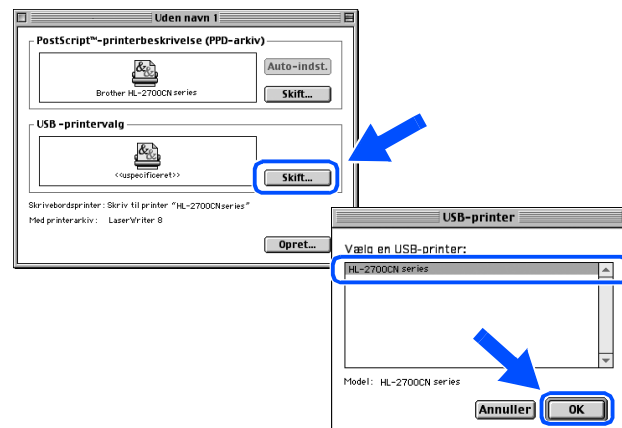 Uden navn 1
PostScript™-printerbeskrivelse (PPD-arkiv)
Auto-indst.
Brother HL-2700CN series
Skift...
USB-printervalg
<<uspecificeret>>
Skift...
Skrivebordsprinter: Skriv til printer "HL-2700CNseries"
Med printerarkiv: LaserWriter 8
Opret...
USB-printer
Vælg en USB-printer:
HL-2700CN series
Model: HL-2700CN series
Annuller
OK